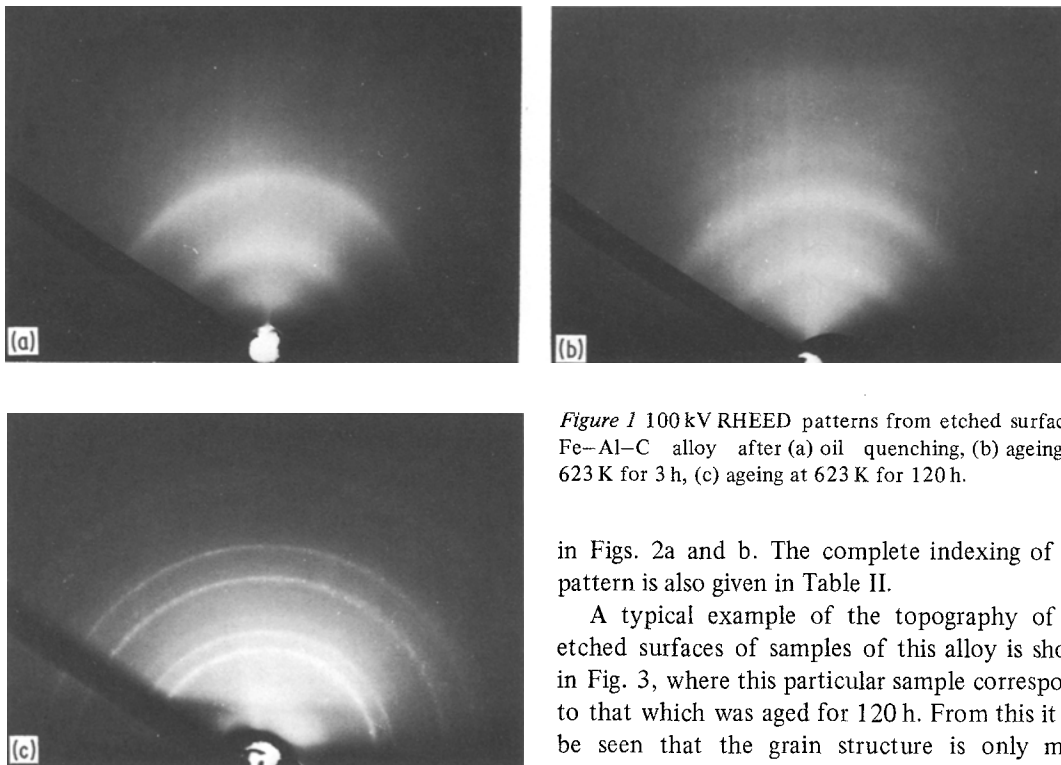 (a)
(b)
(c)
Figure 1 100 kV RHEED patterns from etched surfac
Fe–Al–C alloy after (a) oil quenching, (b) ageing
623 K for 3 h, (c) ageing at 623 K for 120 h.
in Figs. 2a and b. The complete indexing of
pattern is also given in Table II.
A typical example of the topography of
etched surfaces of samples of this alloy is sho
in Fig. 3, where this particular sample correspo
to that which was aged for 120 h. From this it
be seen that the grain structure is only m